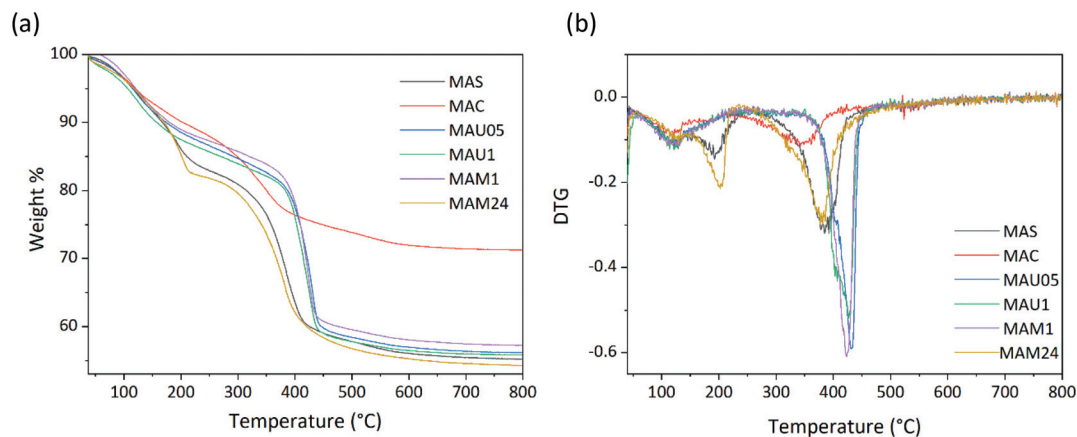 (a)
(b)
100
90
80
70
60
Weight %
100 200 300 400 500 600 700 800
Temperature (°C)
MAS
MAC
MAU05
MAU1
MAM1
MAM24
0.0
-0.2
-0.4
-0.6
DTG
100 200 300 400 500 600 700 800
Temperature (°C)
MAS
MAC
MAU05
MAU1
MAM1
MAM24